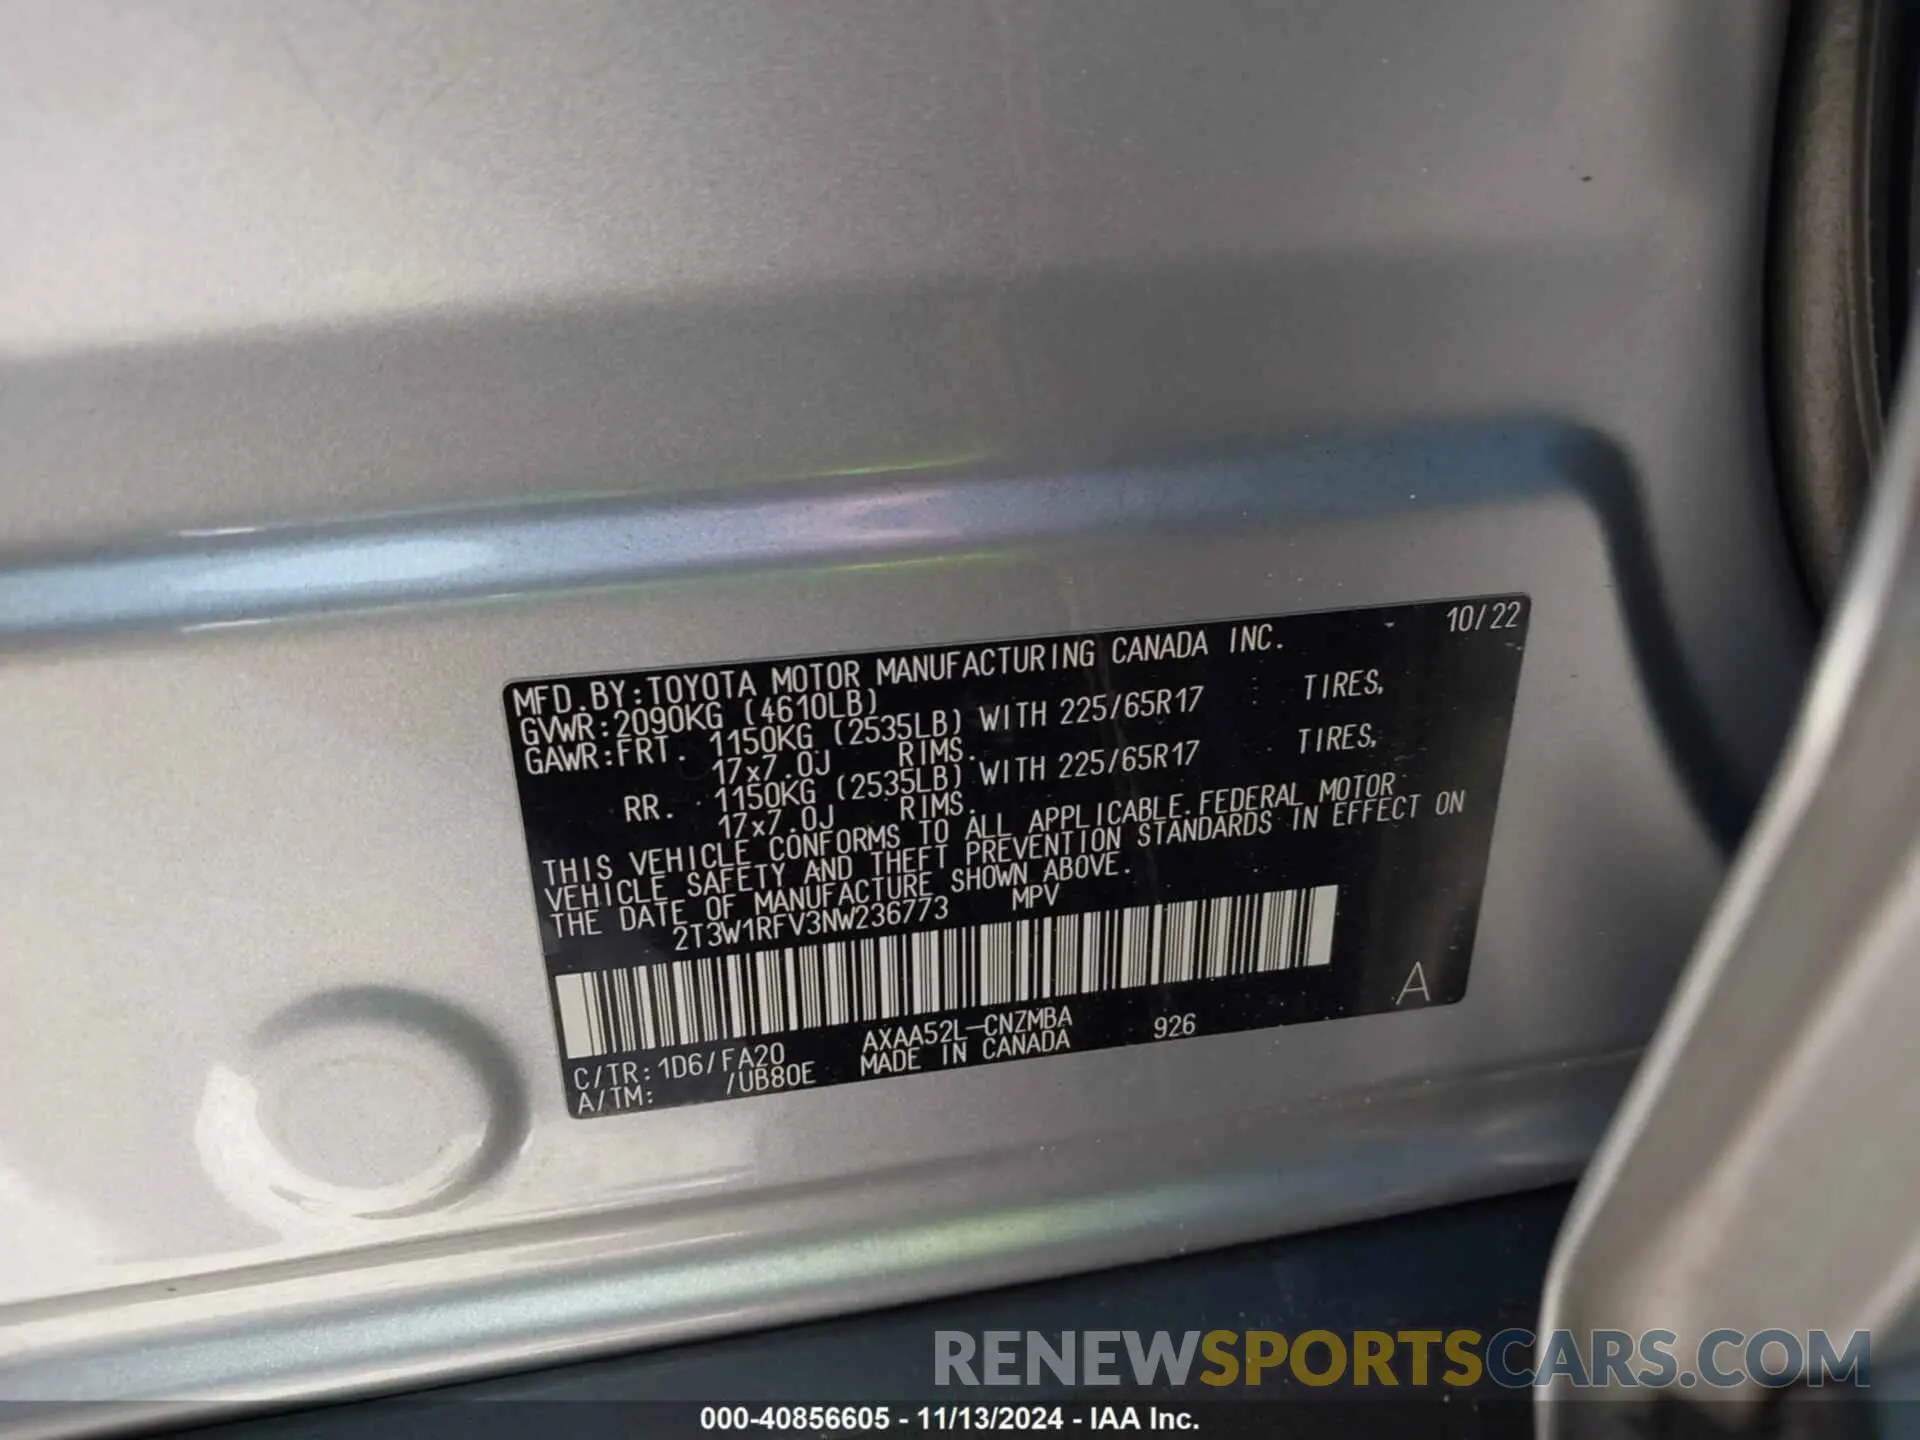 10/22
MFD.BY:TOYOTA MOTOR MANUFACTURING CANADA INC.
GVWR:2090KG (4610LB)
GAWR:FRT. 1150KG (2535LB) WITH 225/65R17 TIRES,
17x7.0J RIMS.
RR. 1150KG (2535LB) WITH 225/65R17 TIRES,
17x7.0J RIMS.
THIS VEHICLE CONFORMS TO ALL APPLICABLE FEDERAL MOTOR
VEHICLE SAFETY AND THEFT PREVENTION STANDARDS IN EFFECT ON
THE DATE OF MANUFACTURE SHOWN ABOVE.
2T3W1RFV3NW236773 MPV
A
C/TR:1D6/FA20 AXAA52L-CNZMBA 926
A/TM: /UB80E MADE IN CANADA
RENEWSPORTSCARS.COM
000-40856605 - 11/13/2024 - IAA Inc.